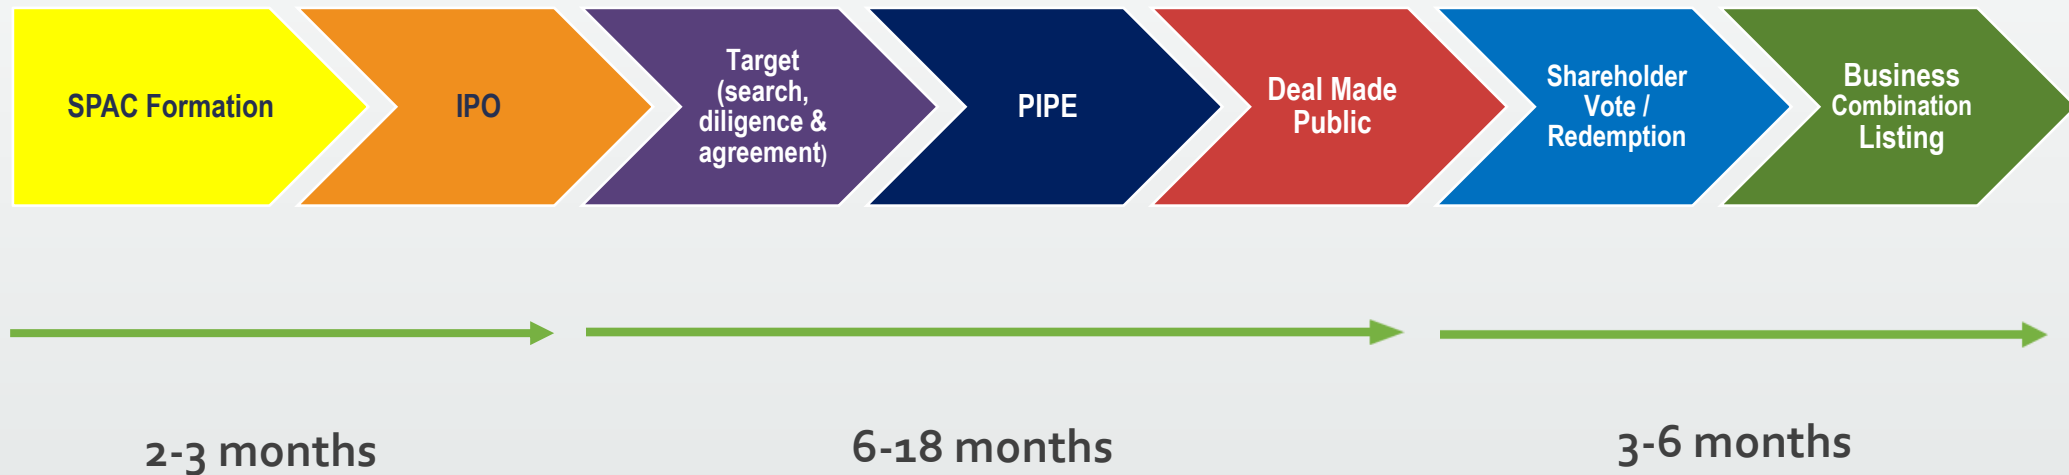 SPAC Formation
IPO
Target
(search,
diligence &
agreement)
PIPE
Deal Made
Public
Shareholder
Vote /
Redemption
Business
Combination
Listing
2-3 months
6-18 months
3-6 months